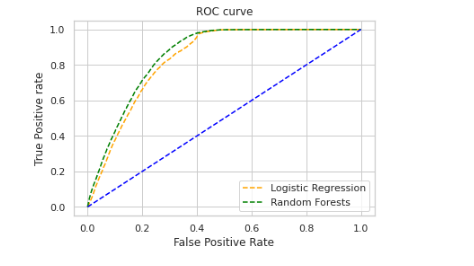 ROC curve
True Positive rate
1.0
0.8
0.6
0.4
0.2
0.0
Logistic Regression
Random Forests
0.0 0.2 0.4 0.6 0.8 1.0
False Positive Rate